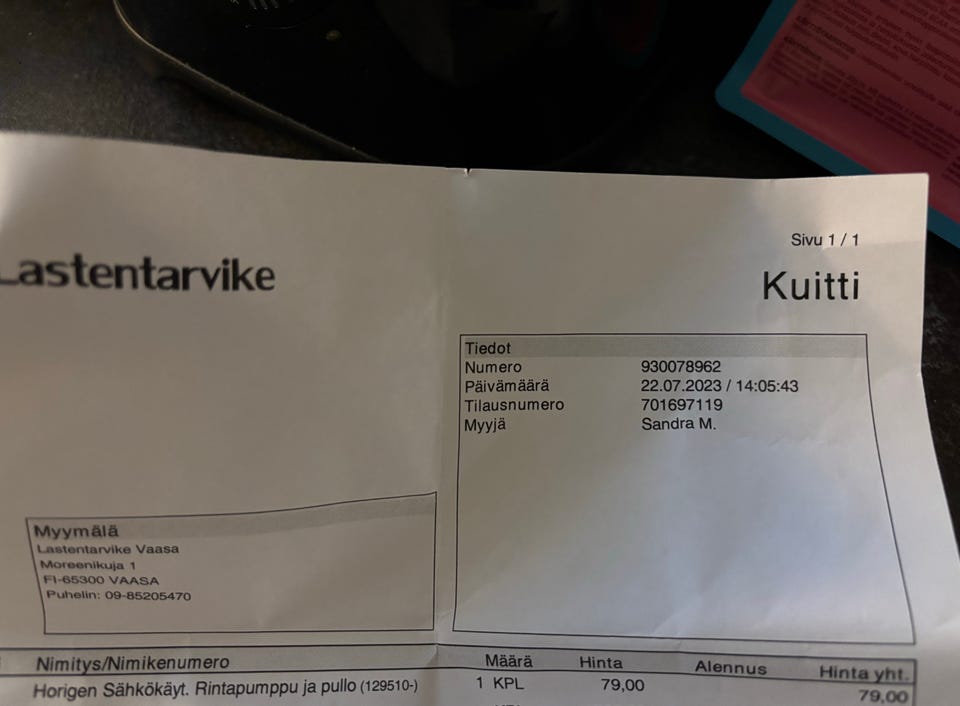 Sivu 1 / 1
Lastentarvike
Kuitti
Tiedot
Numero 930078962
Päivämäärä 22.07.2023 / 14:05:43
Tilausnumero 701697119
Myyjä Sandra M.
Myymälä
Lastentarvike Vaasa
Moreenikuja 1
FI-65300 VAASA
Puhelin: 09-85205470
Nimitys/Nimikenumero Määrä Hinta Alennus Hinta yht.
Horigen Sähkökäyt. Rintapumppu ja pullo (129510-) 1 KPL 79,00 79,00